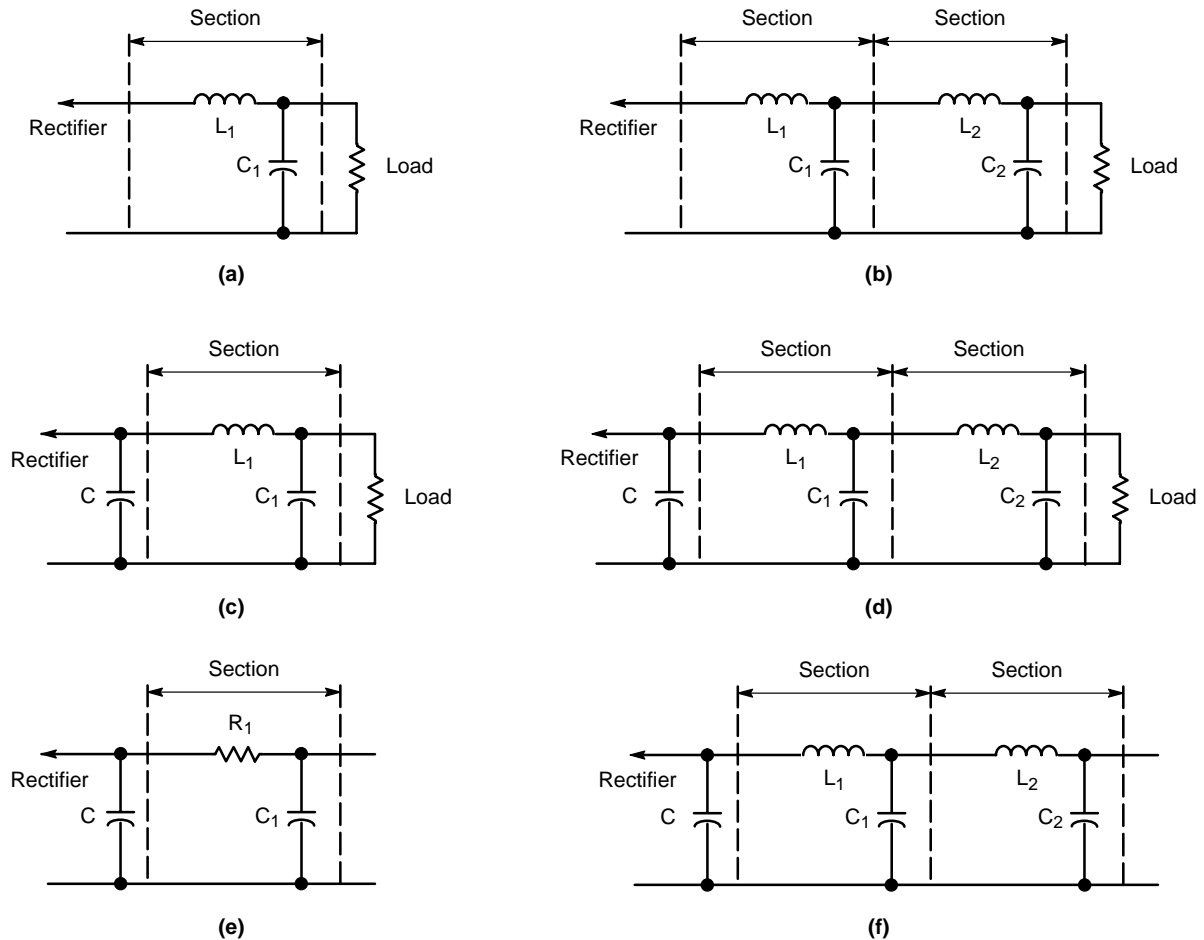 Section
Rectifier
L1
C1
Load
(a)
Section
Section
Rectifier
L1
L2
C1
C2
Load
(b)
Section
Rectifier
L1
C
C1
Load
(c)
Section
Section
Rectifier
L1
L2
C
C1
C2
Load
(d)
Section
R1
Rectifier
C
C1
(e)
Section
Section
Rectifier
L1
L2
C
C1
C2
(f)